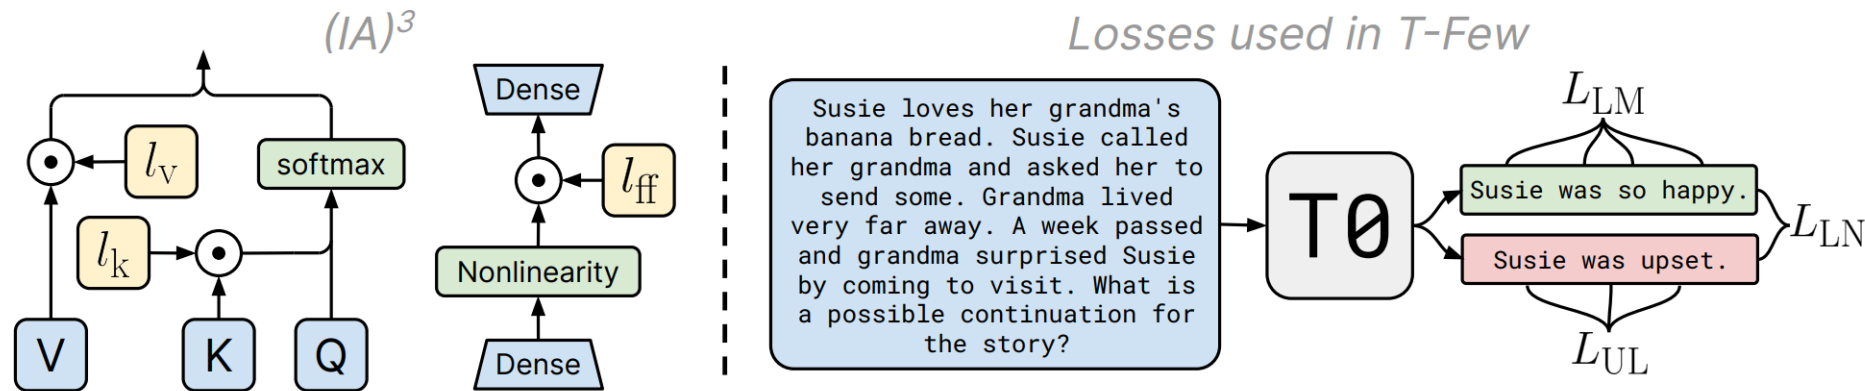 (IA)³
l_v
softmax
l_k
V
K
Q
Dense
l_ff
Nonlinearity
Dense
Losses used in T-Few
Susie loves her grandma's
banana bread. Susie called
her grandma and asked her to
send some. Grandma lived
very far away. A week passed
and grandma surprised Susie
by coming to visit. What is
a possible continuation for
the story?
T0
L_LM
Susie was so happy.
L_LN
Susie was upset.
L_UL